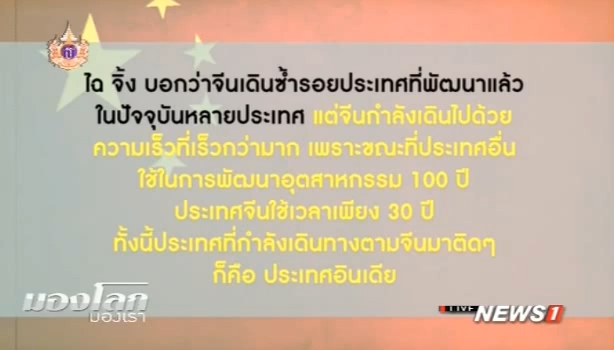 ไฉ จิ้ง บอกว่าจีนเดินซ้ำรอยประเทศที่พัฒนาแล้ว
ในปัจจุบันหลายประเทศ แต่จีนกำลังเดินไปด้วย
ความเร็วที่เร็วกว่ามาก เพราะขณะที่ประเทศอื่น
ใช้ในการพัฒนาอุตสาหกรรม 100 ปี
ประเทศจีนใช้เวลาเพียง 30 ปี
ทั้งนี้ประเทศที่กำลังเดินทางตามจีนมาติดๆ
ก็คือ ประเทศอินเดีย
มองโลก
มองเรา
LIVE
NEWS1